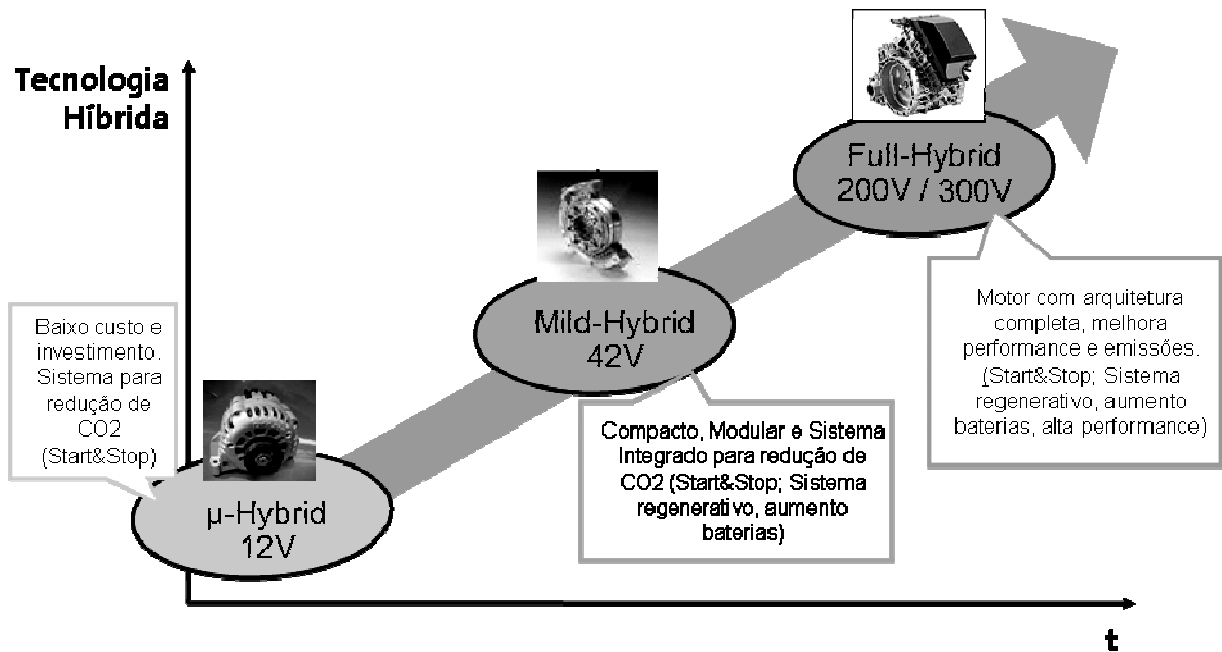 Tecnologia
Híbrida
Full-Hybrid
200V / 300V
Mild-Hybrid
42V
µ-Hybrid
12V
Baixo custo e
investimento.
Sistema para
redução de
CO2
(Start&Stop)
Compacto, Modular e Sistema
Integrado para redução de
CO2 (Start&Stop; Sistema
regenerativo, aumento
baterias)
Motor com arquitetura
completa, melhora
performance e emissões.
(Start&Stop; Sistema
regenerativo, aumento
baterias, alta performance)
t